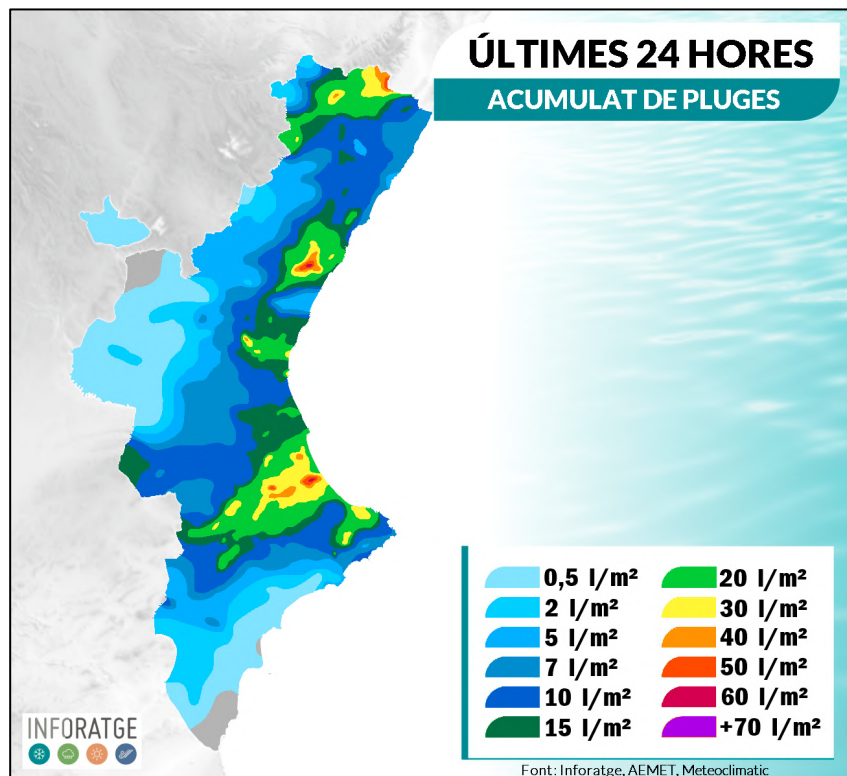 ÚLTIMES 24 HORES
ACUMULAT DE PLUGES
0,5 l/m²
2 l/m²
5 l/m²
7 l/m²
10 l/m²
15 l/m²
20 l/m²
30 l/m²
40 l/m²
50 l/m²
60 l/m²
+70 l/m²
INFORATGE
Font: Inforatge, AEMET, Meteoclimatic